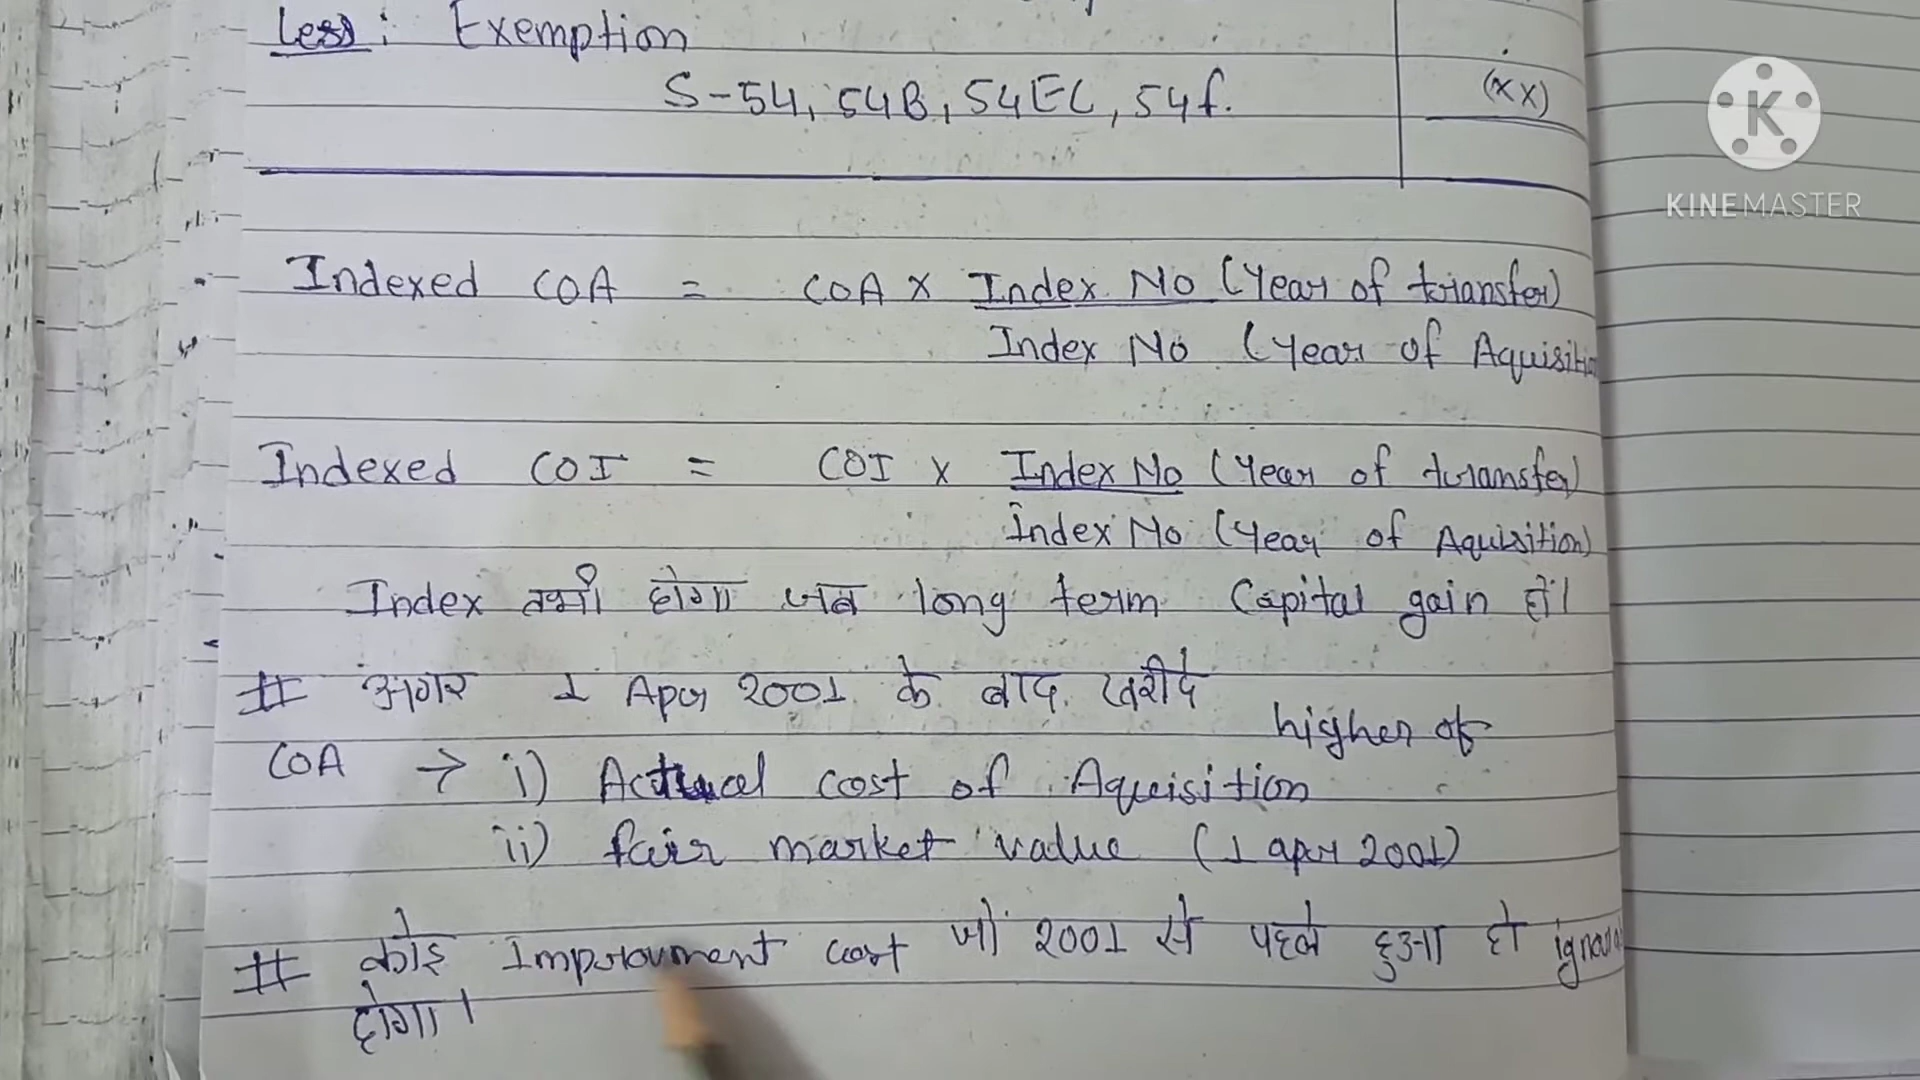 Less: Exemption
S-54, 54B, 54EC, 54f. (xx)
K
KINEMASTER
Indexed COA = COA x Index No (Year of transfer)
Index No (Year of Aquisition
Indexed COI = COI x Index No (Year of transfer)
Index No (Year of Aquisition)
Index तभी होगा जब long term Capital gain हो।
# अगर 1 Apr 2001 के बाद खरीदे
higher of
COA → i) Actual cost of Aquisition
ii) fair market value (1 apr 2001)
# कोइ Improvment cost जो 2001 से पहले हुआ हो
होगा।